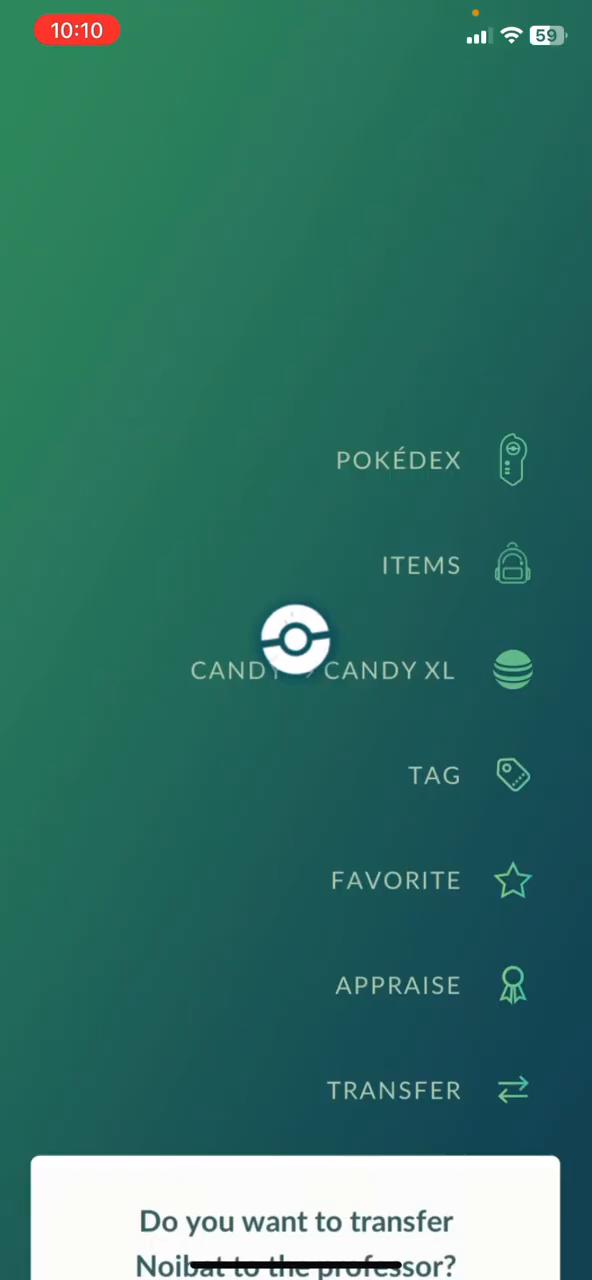 10:10
59
POKÉDEX
ITEMS
CANDY CANDY XL
TAG
FAVORITE
APPRAISE
TRANSFER
Do you want to transfer
Noibat to the professor?